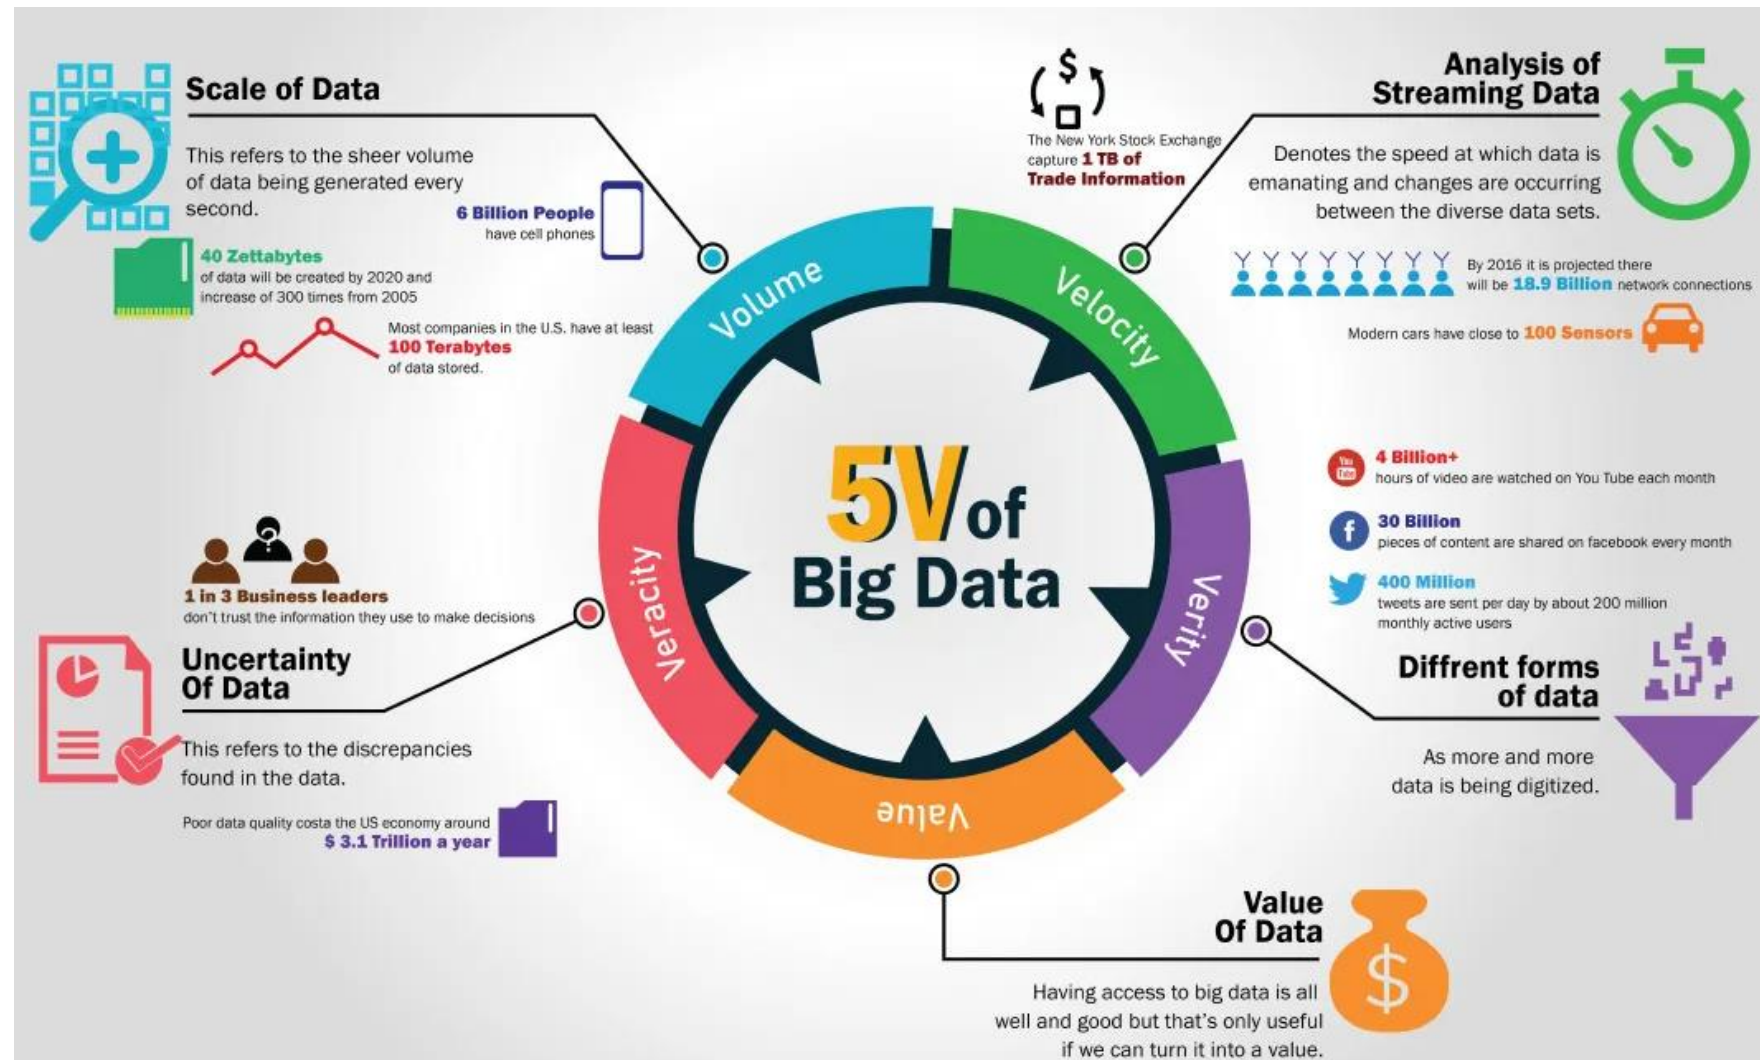 Scale of Data
This refers to the sheer volume
of data being generated every
second.
6 Billion People
have cell phones
40 Zettabytes
of data will be created by 2020 and
increase of 300 times from 2005
Most companies in the U.S. have at least
100 Terabytes
of data stored.
$
The New York Stock Exchange
capture 1 TB of
Trade Information
Analysis of
Streaming Data
Denotes the speed at which data is
emanating and changes are occurring
between the diverse data sets.
By 2016 it is projected there
will be 18.9 Billion network connections
Modern cars have close to 100 Sensors
Volume
Velocity
Verity
Value
Veracity
5V of
Big Data
You
Tube
4 Billion+
hours of video are watched on You Tube each month
f
30 Billion
pieces of content are shared on facebook every month
400 Million
tweets are sent per day by about 200 million
monthly active users
Diffrent forms
of data
As more and more
data is being digitized.
?
1 in 3 Business leaders
don't trust the information they use to make decisions
Uncertainty
Of Data
This refers to the discrepancies
found in the data.
Poor data quality costa the US economy around
$ 3.1 Trillion a year
Value
Of Data
$
Having access to big data is all
well and good but that's only useful
if we can turn it into a value.